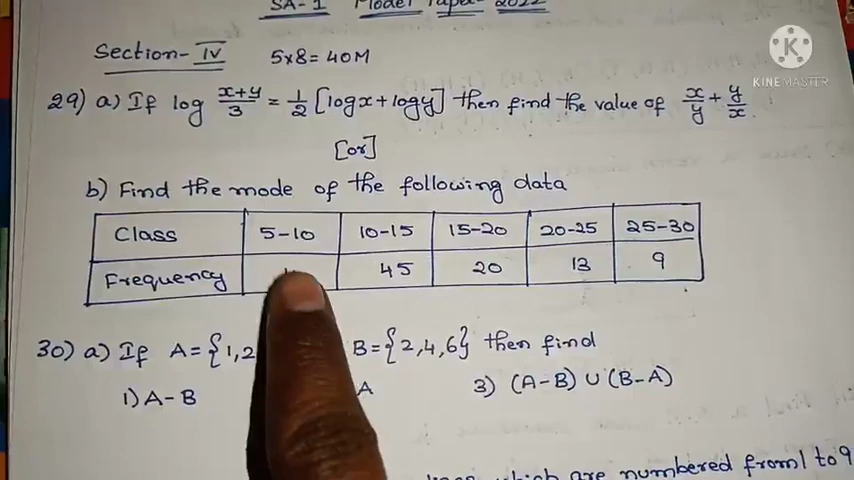 SA-1 Model Paper - 2022
Section-IV 5x8=40M
29) a) If log x+y/3 = 1/2 [logx+logy] then find the value of x/y + y/x
[or]
b) Find the mode of the following data
Class 5-10 10-15 15-20 20-25 25-30
Frequency 45 20 13 9
30) a) If A={1,2 B={2,4,6} then find
1) A-B A 3) (A-B) ∪ (B-A)
which are numbered from 1 to 9
K
KINEMASTER